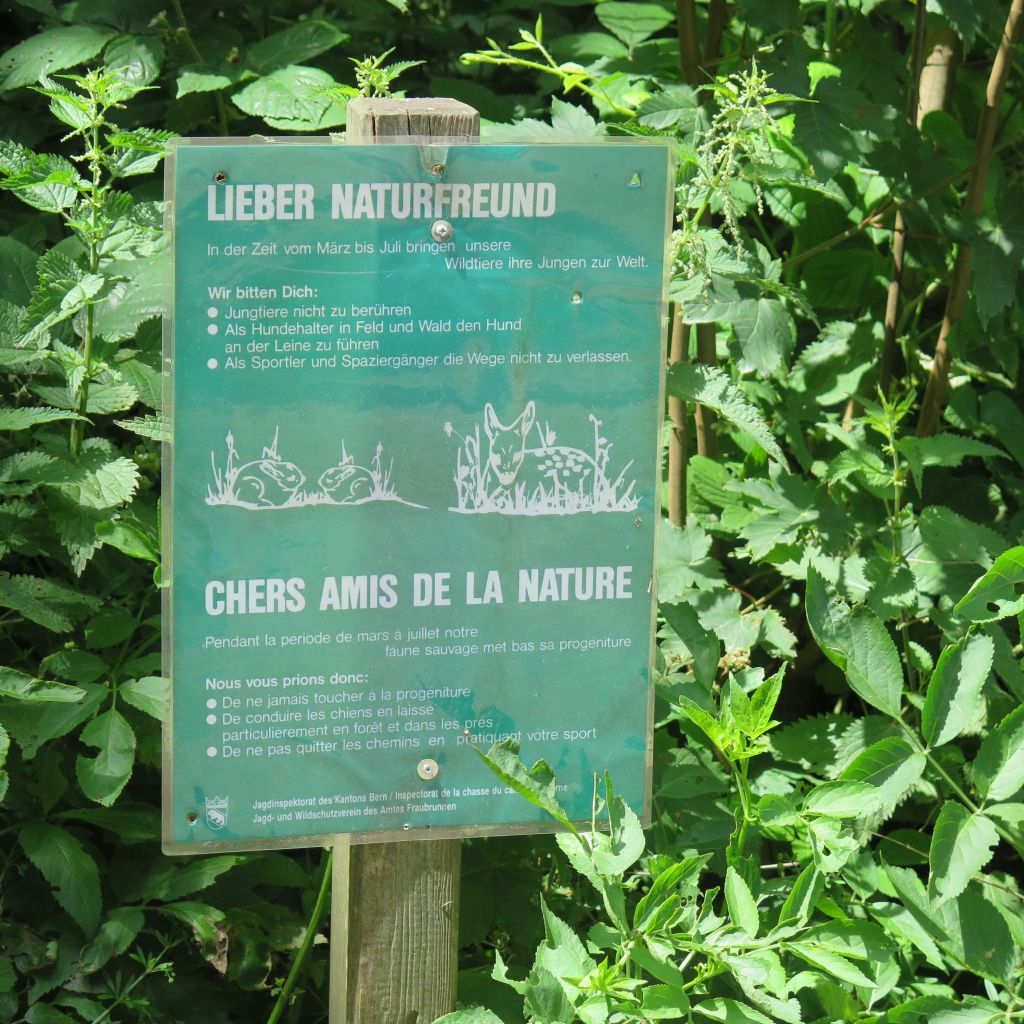 LIEBER NATURFREUND
In der Zeit vom März bis Juli bringen unsere
Wildtiere ihre Jungen zur Welt.
Wir bitten Dich:
● Jungtiere nicht zu berühren
● Als Hundehalter in Feld und Wald den Hund
an der Leine zu führen
● Als Sportler und Spaziergänger die Wege nicht zu verlassen.
CHERS AMIS DE LA NATURE
Pendant la periode de mars à juillet notre
faune sauvage met bas sa progéniture
Nous vous prions donc:
● De ne jamais toucher à la progéniture
● De conduire les chiens en laisse
particulièrement en forêt et dans les prés
● De ne pas quitter les chemins en pratiquant votre sport
Jagdinspektorat des Kantons Bern / Inspectorat de la chasse du
Jagd- und Wildschutzverein des Amtes Fraubrunnen